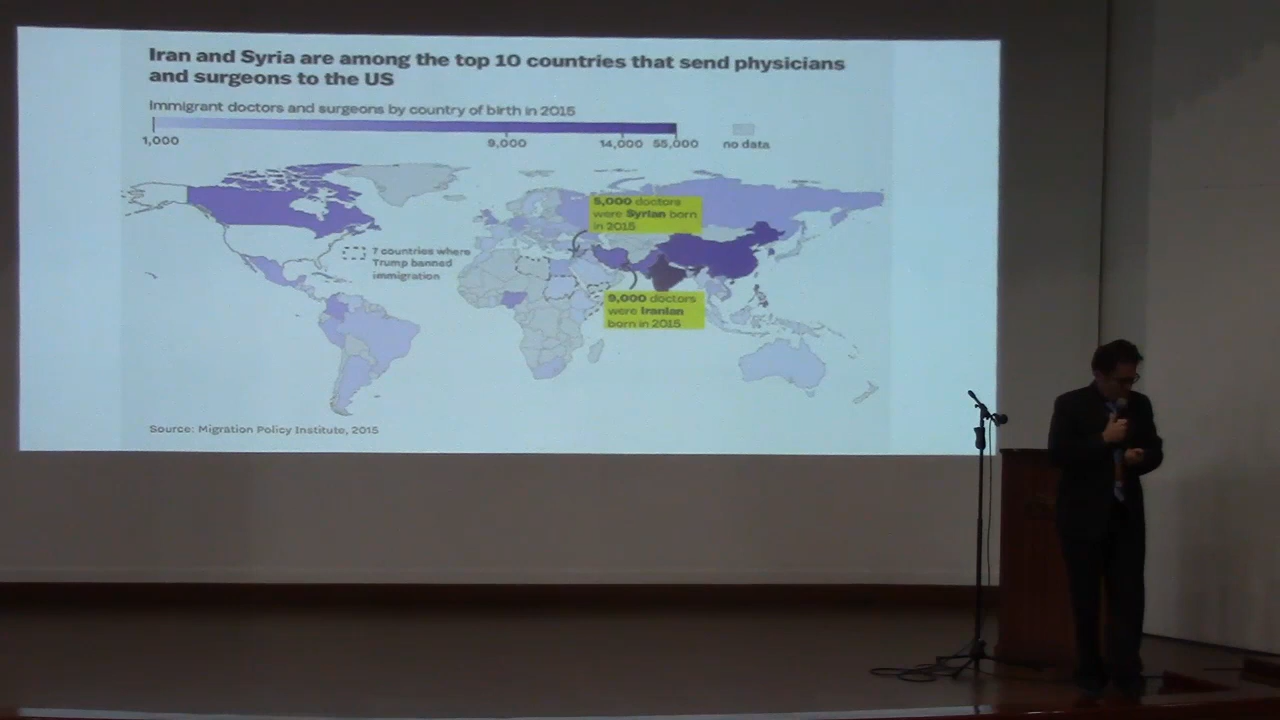 Iran and Syria are among the top 10 countries that send physicians
and surgeons to the US
Immigrant doctors and surgeons by country of birth in 2015
1,000 9,000 14,000 55,000 no data
5,000 doctors
were Syrian born
in 2015
7 countries where
Trump banned
immigration
9,000 doctors
were Iranian
born in 2015
Source: Migration Policy Institute, 2015